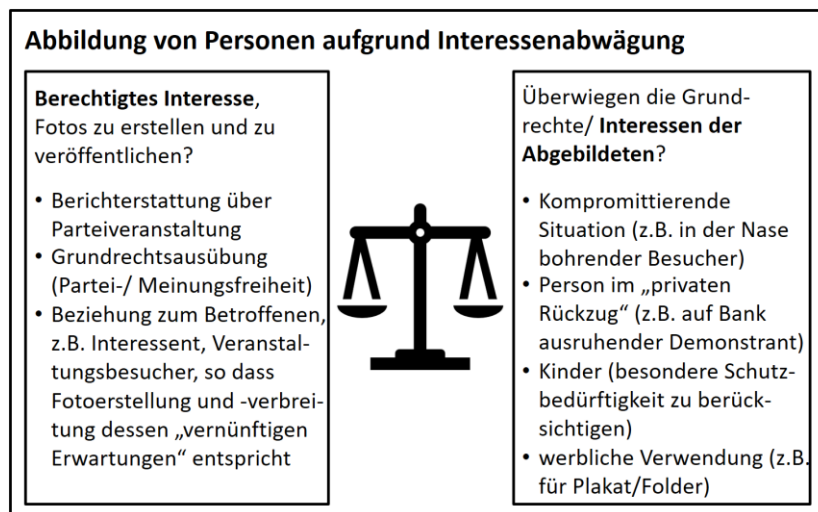 Abbildung von Personen aufgrund Interessenabwägung
Berechtigtes Interesse,
Fotos zu erstellen und zu
veröffentlichen?
• Berichterstattung über
Parteiveranstaltung
• Grundrechtsausübung
(Partei-/ Meinungsfreiheit)
• Beziehung zum Betroffenen,
z.B. Interessent, Veranstal-
tungsbesucher, so dass
Fotoerstellung und -verbrei-
tung dessen „vernünftigen
Erwartungen“ entspricht
Überwiegen die Grund-
rechte/ Interessen der
Abgebildeten?
• Kompromittierende
Situation (z.B. in der Nase
bohrender Besucher)
• Person im „privaten
Rückzug“ (z.B. auf Bank
ausruhender Demonstrant)
• Kinder (besondere Schutz-
bedürftigkeit zu berück-
sichtigen)
• werbliche Verwendung (z.B.
für Plakat/Folder)